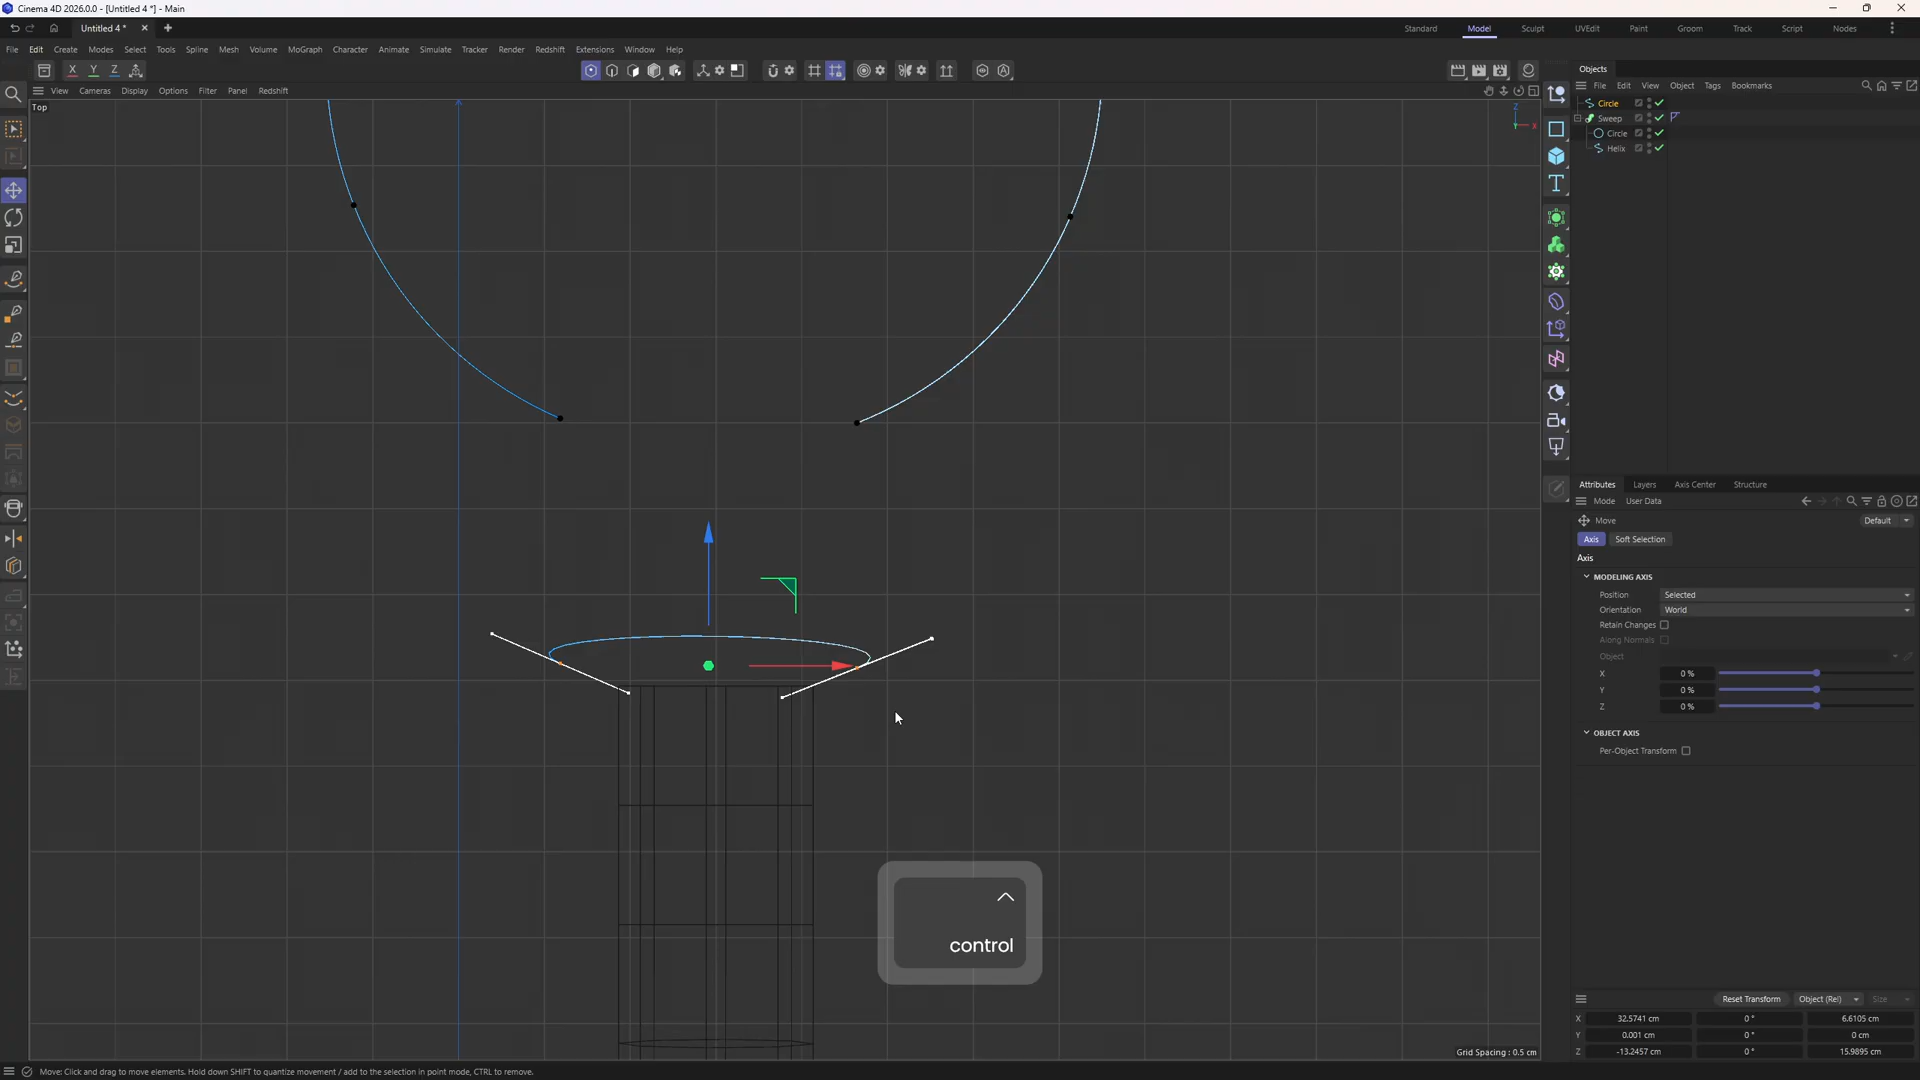 Cinema 4D 2026.0.0 - [Untitled 4 *] - Main
Untitled 4 *
Standard Model Sculpt UVEdit Paint Groom Track Script Nodes
File Edit Create Modes Select Tools Spline Mesh Volume MoGraph Character Animate Simulate Tracker Render Redshift Extensions Window Help
X Y Z
View Cameras Display Options Filter Panel Redshift
Top
Z
X
Objects
File Edit View Object Tags Bookmarks
Circle
Sweep
Circle
Helix
Attributes Layers Axis Center Structure
Mode User Data
Move Default
Axis Soft Selection
Axis
MODELING AXIS
Position Selected
Orientation World
Retain Changes
Along Normals
Object
X 0 %
Y 0 %
Z 0 %
OBJECT AXIS
Per-Object Transform
control
Grid Spacing : 0.5 cm
Reset Transform Object (Rel) Size
X 32.5741 cm 0 ° 6.6105 cm
Y 0.001 cm 0 ° 0 cm
Z -13.2457 cm 0 ° 15.9895 cm
Move: Click and drag to move elements. Hold down SHIFT to quantize movement / add to the selection in point mode, CTRL to remove.